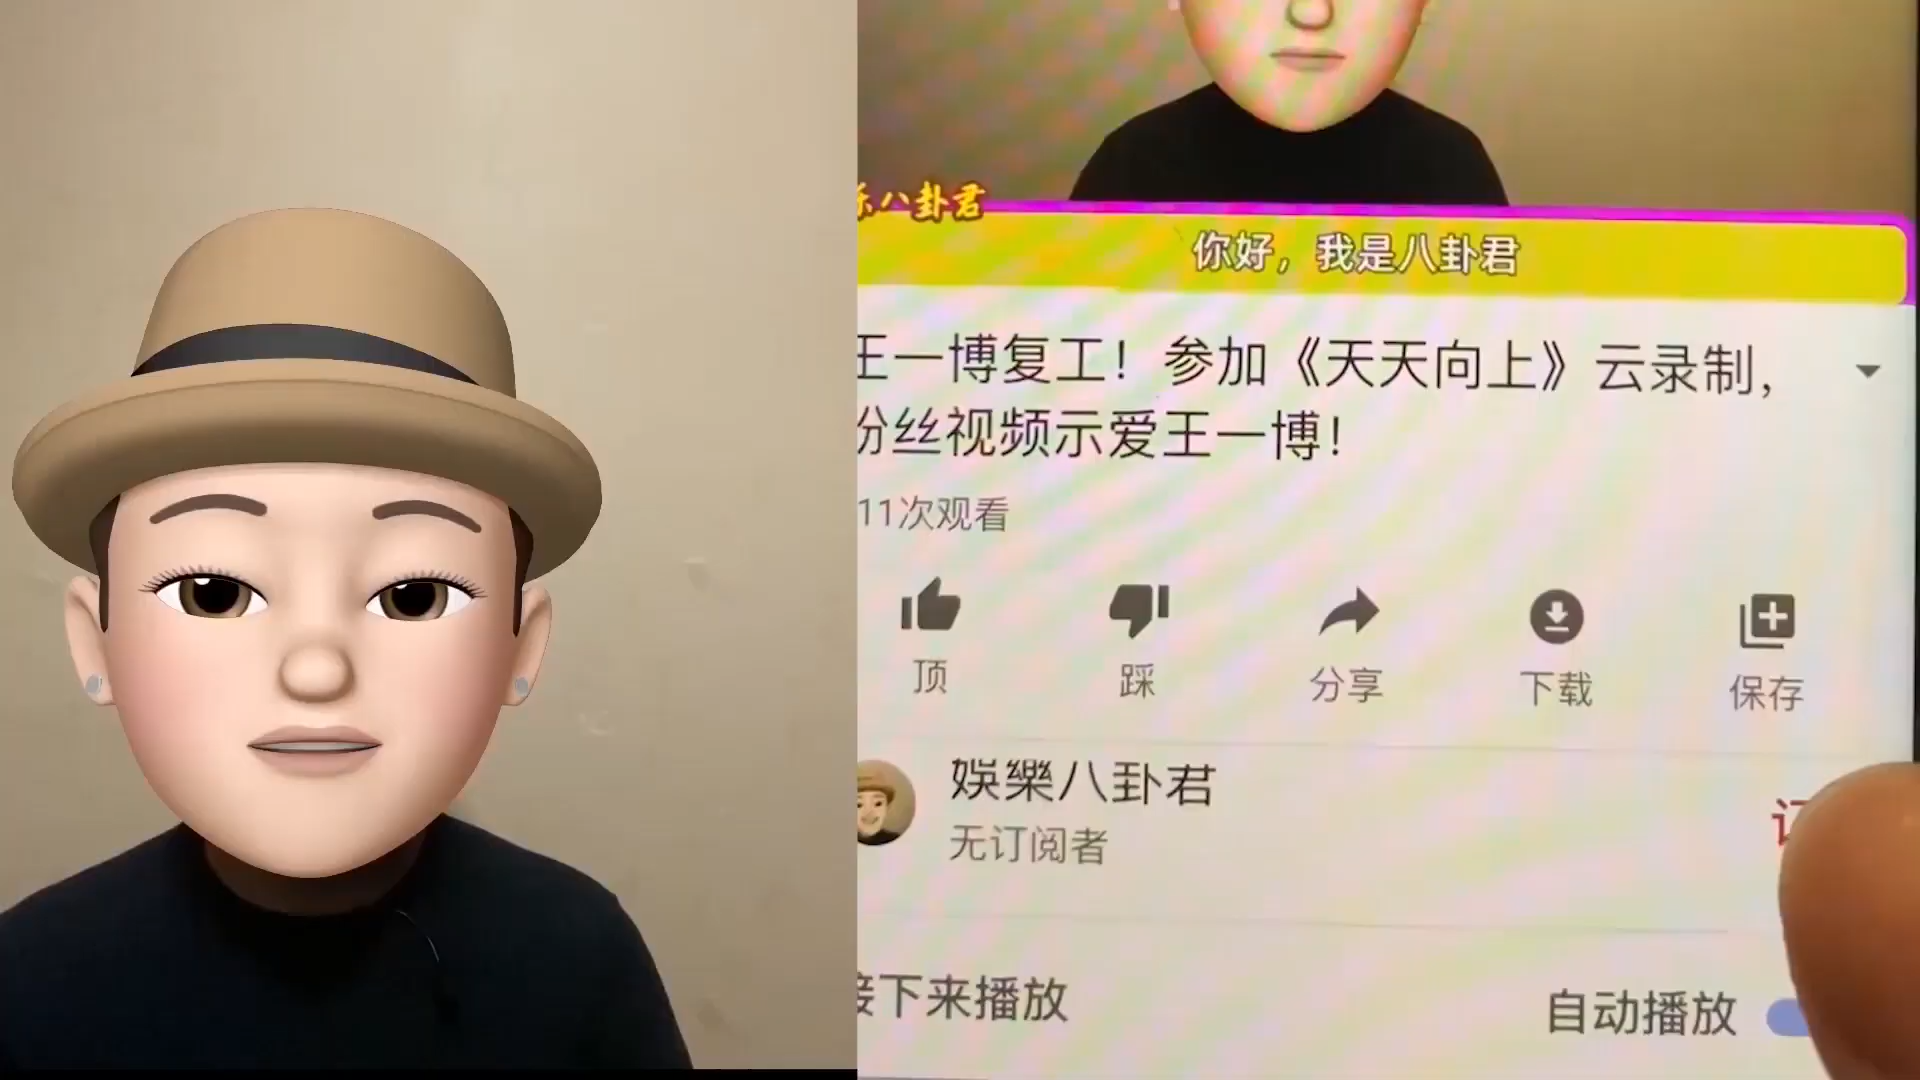 乐八卦君
你好，我是八卦君
王一博复工！参加《天天向上》云录制，
粉丝视频示爱王一博！
11次观看
顶
踩
分享
下载
保存
娛樂八卦君
无订阅者
接下来播放
自动播放